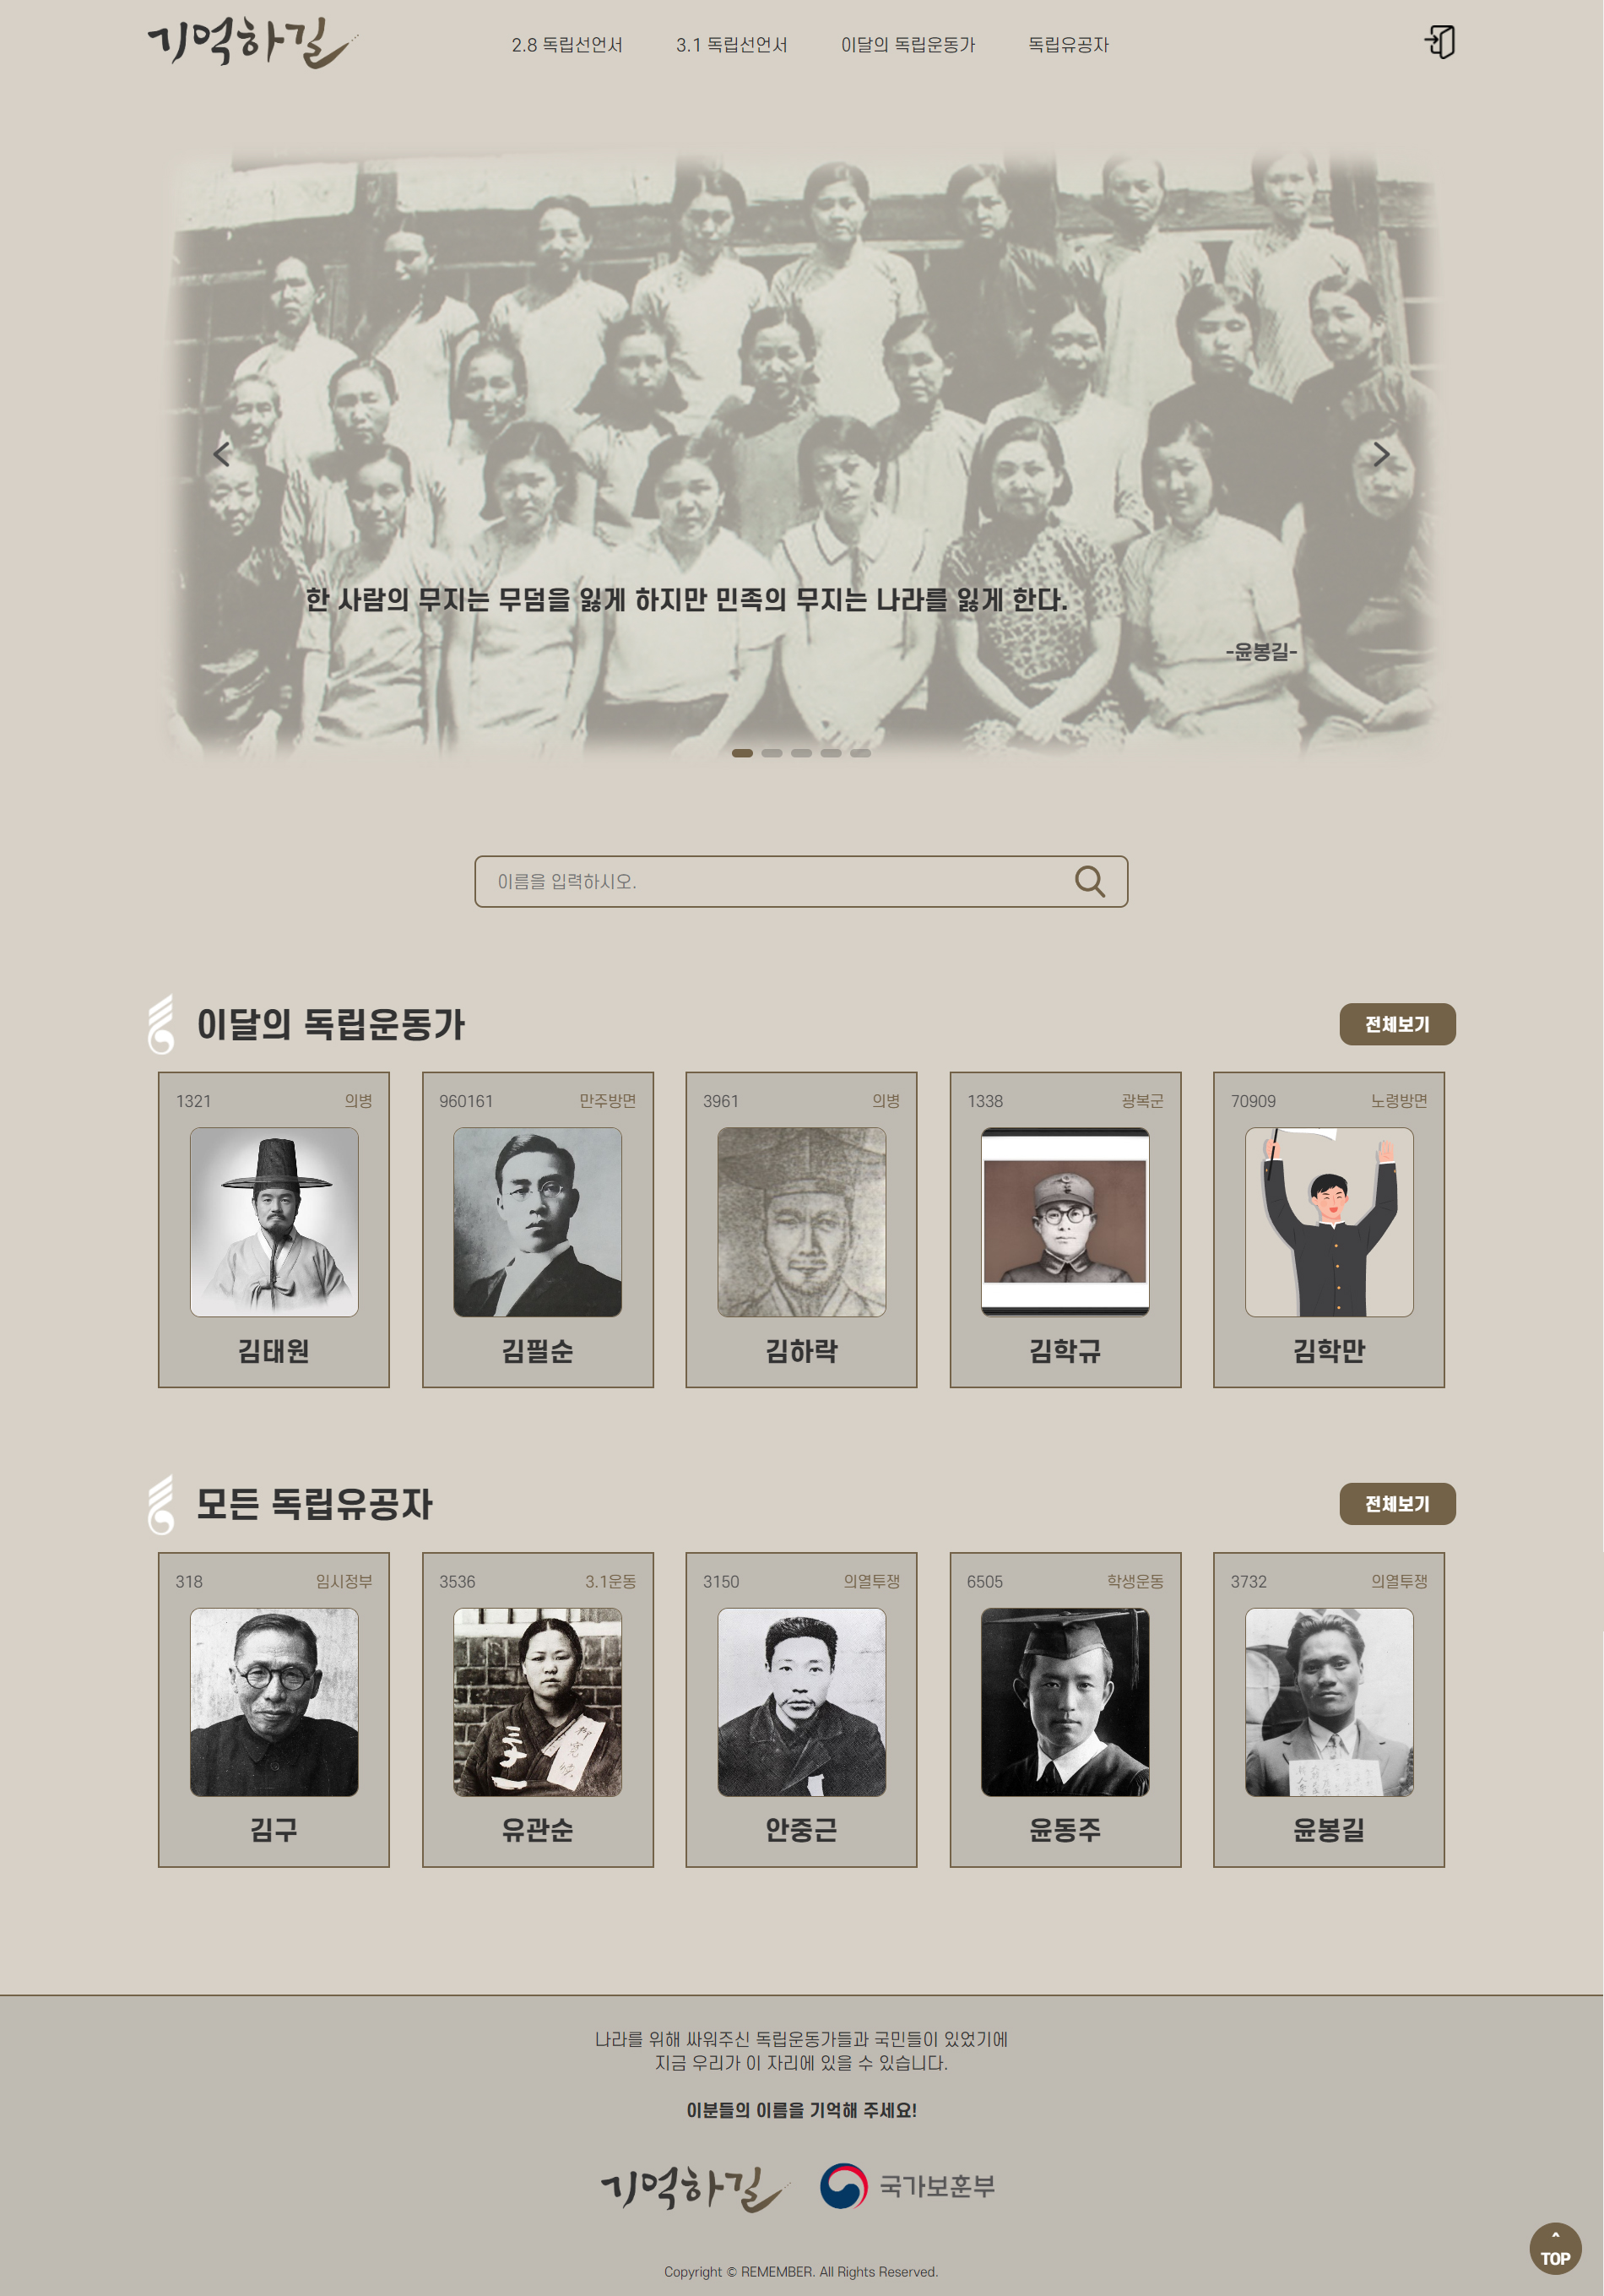 기억하길
2.8 독립선언서 3.1 독립선언서 이달의 독립운동가 독립유공자
한 사람의 무지는 무덤을 잃게 하지만 민족의 무지는 나라를 잃게 한다.
-윤봉길-
이름을 입력하시오.
이달의 독립운동가 전체보기
1321 의병 960161 만주방면 3961 의병 1338 광복군 70909 노령방면
김태원 김필순 김하락 김학규 김학만
모든 독립유공자 전체보기
318 임시정부 3536 3.1운동 3150 의열투쟁 6505 학생운동 3732 의열투쟁
김구 유관순 안중근 윤동주 윤봉길
나라를 위해 싸워주신 독립운동가들과 국민들이 있었기에
지금 우리가 이 자리에 있을 수 있습니다.
이분들의 이름을 기억해 주세요!
기억하길 국가보훈부
TOP
Copyright © REMEMBER. All Rights Reserved.